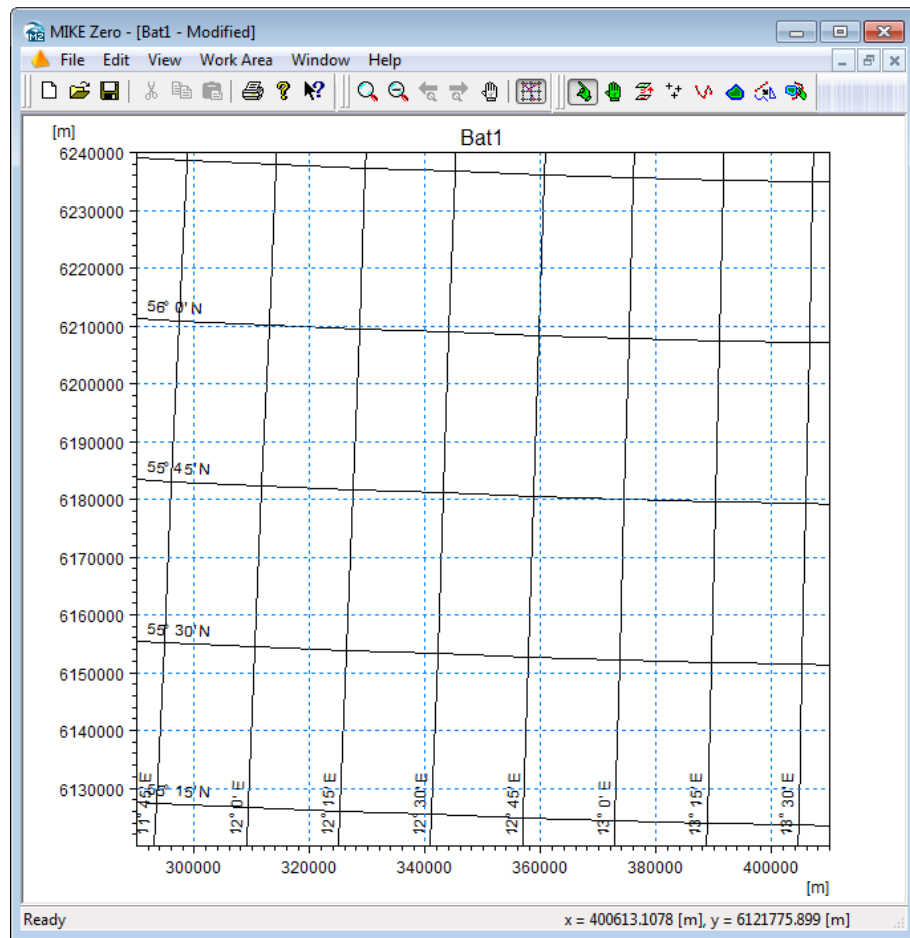 MIKE Zero - [Bat1 - Modified]
File Edit View Work Area Window Help
[m]
Bat1
6240000
6230000
6220000
56° 0' N
6210000
6200000
6190000
55° 45' N
6180000
6170000
6160000
55° 30' N
6150000
6140000
6130000
55° 15' N
11° 45' E
12° 0' E
12° 15' E
12° 30' E
12° 45' E
13° 0' E
13° 15' E
13° 30' E
300000 320000 340000 360000 380000 400000
[m]
Ready x = 400613.1078 [m], y = 6121775.899 [m]